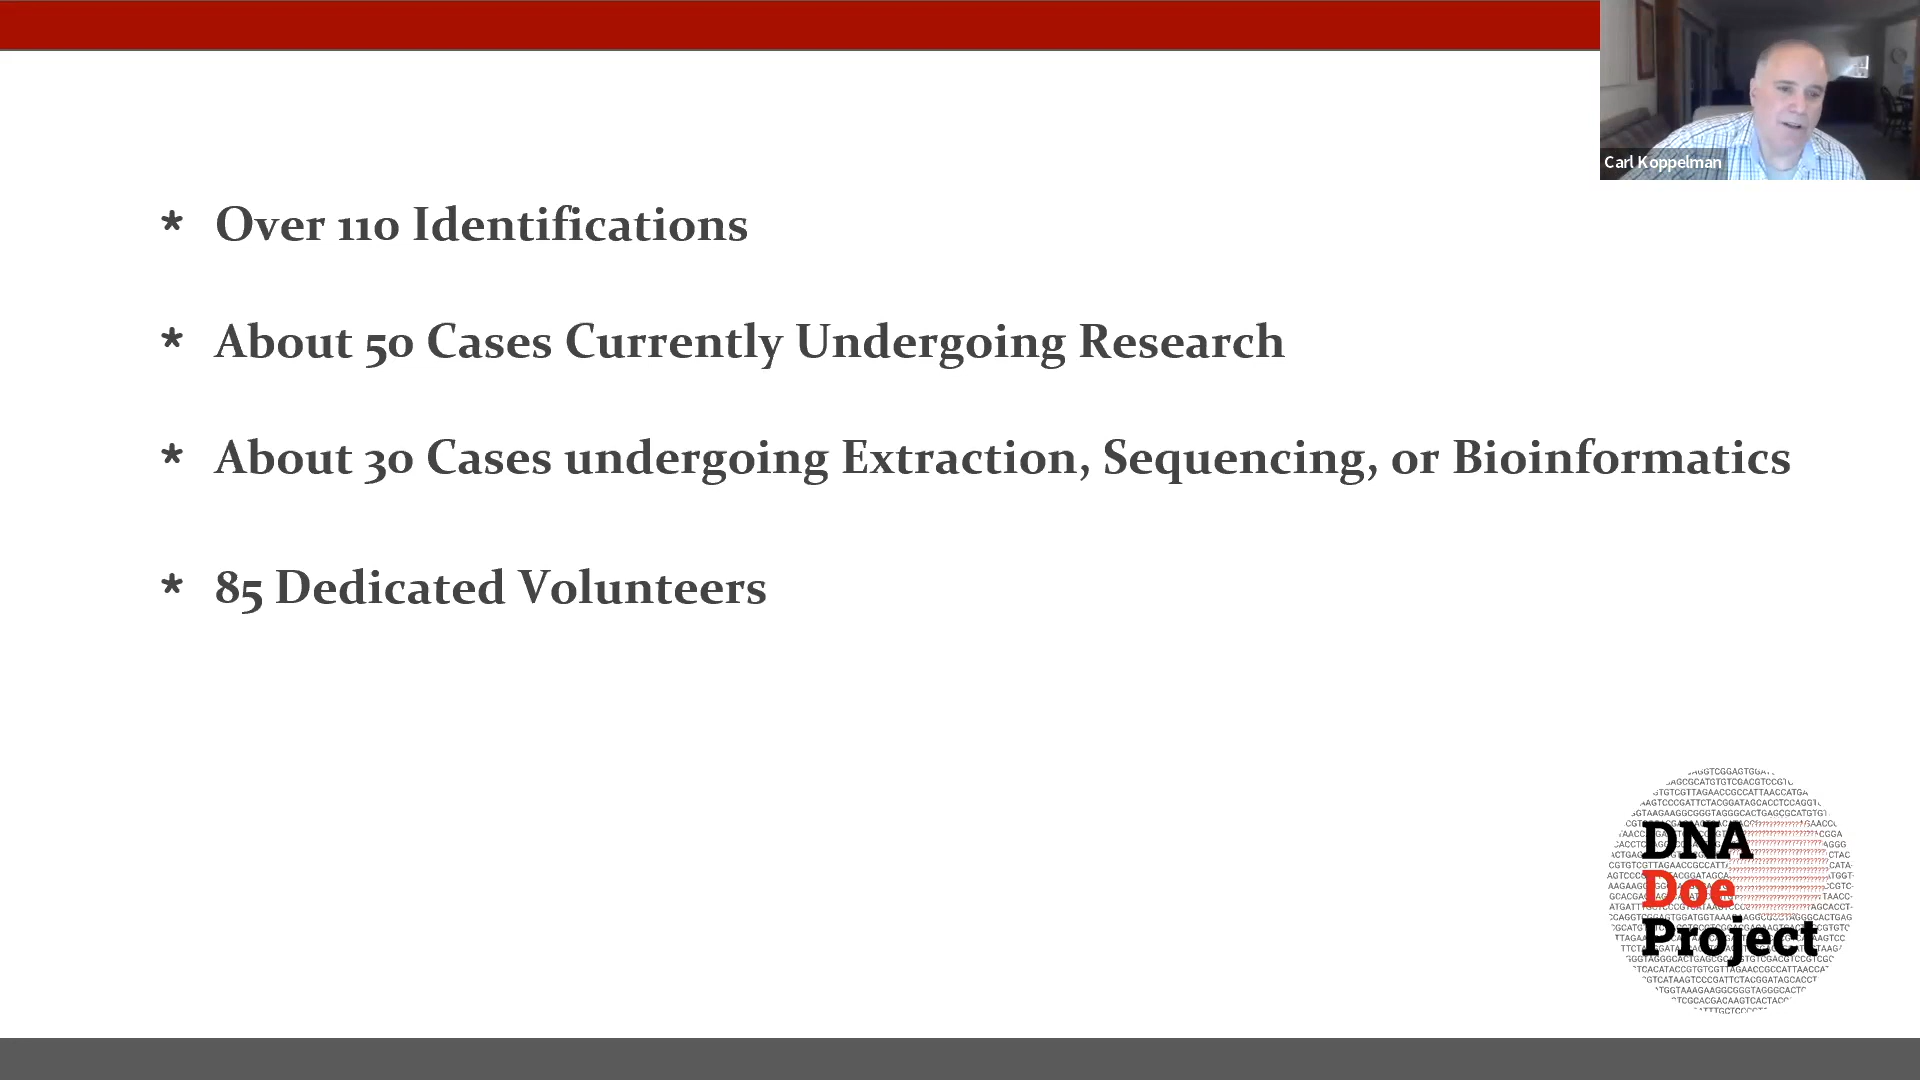 Carl Koppelman
* Over 110 Identifications
* About 50 Cases Currently Undergoing Research
* About 30 Cases undergoing Extraction, Sequencing, or Bioinformatics
* 85 Dedicated Volunteers
DNA
Doe
Project